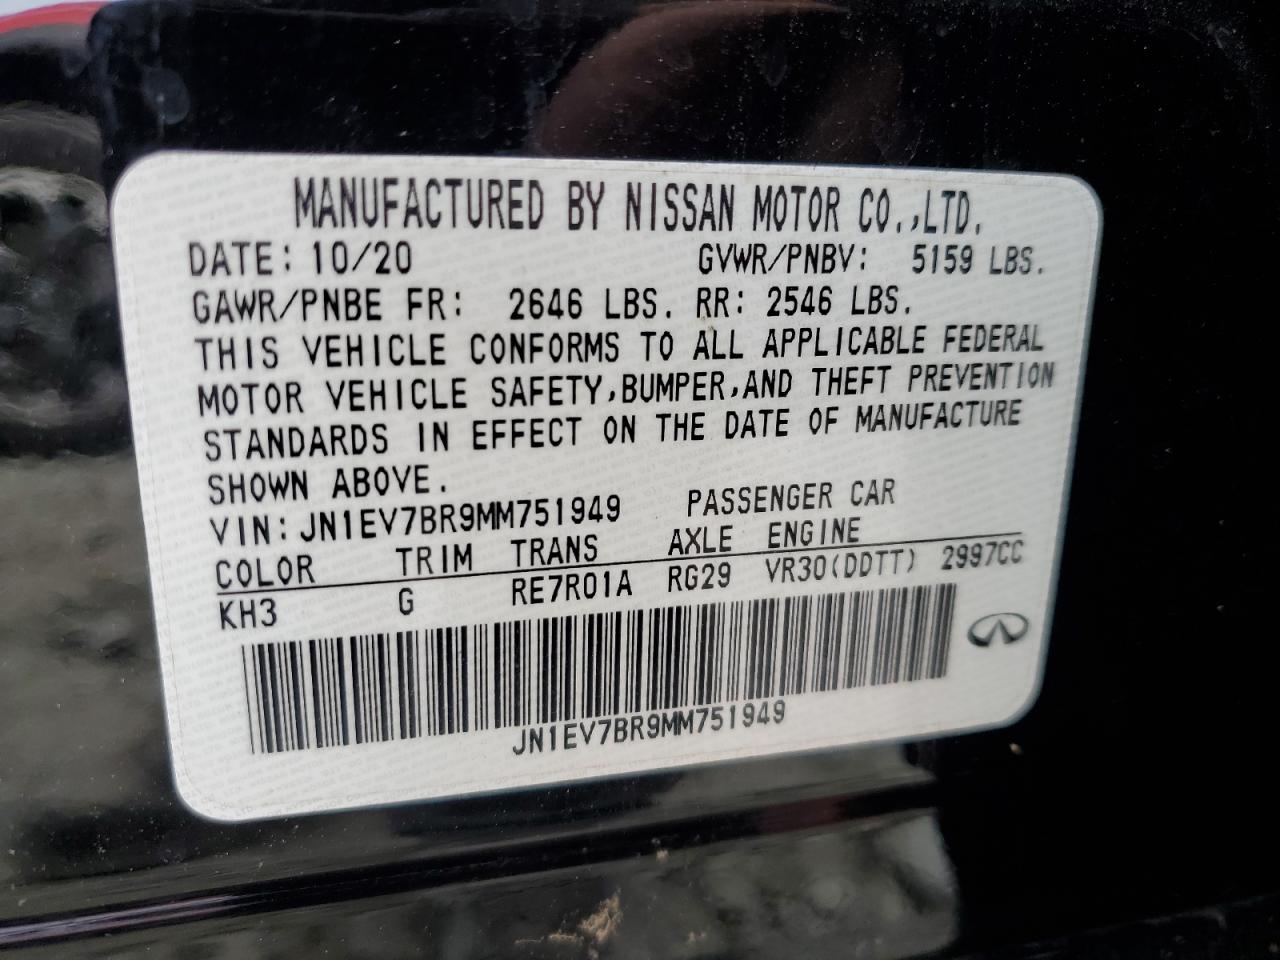 MANUFACTURED BY NISSAN MOTOR CO.,LTD.
DATE: 10/20 GVWR/PNBV: 5159 LBS.
GAWR/PNBE FR: 2646 LBS. RR: 2546 LBS.
THIS VEHICLE CONFORMS TO ALL APPLICABLE FEDERAL
MOTOR VEHICLE SAFETY,BUMPER,AND THEFT PREVENTION
STANDARDS IN EFFECT ON THE DATE OF MANUFACTURE
SHOWN ABOVE.
VIN: JN1EV7BR9MM751949 PASSENGER CAR
COLOR TRIM TRANS AXLE ENGINE
KH3 G RE7R01A RG29 VR30(DDTT) 2997CC
JN1EV7BR9MM751949